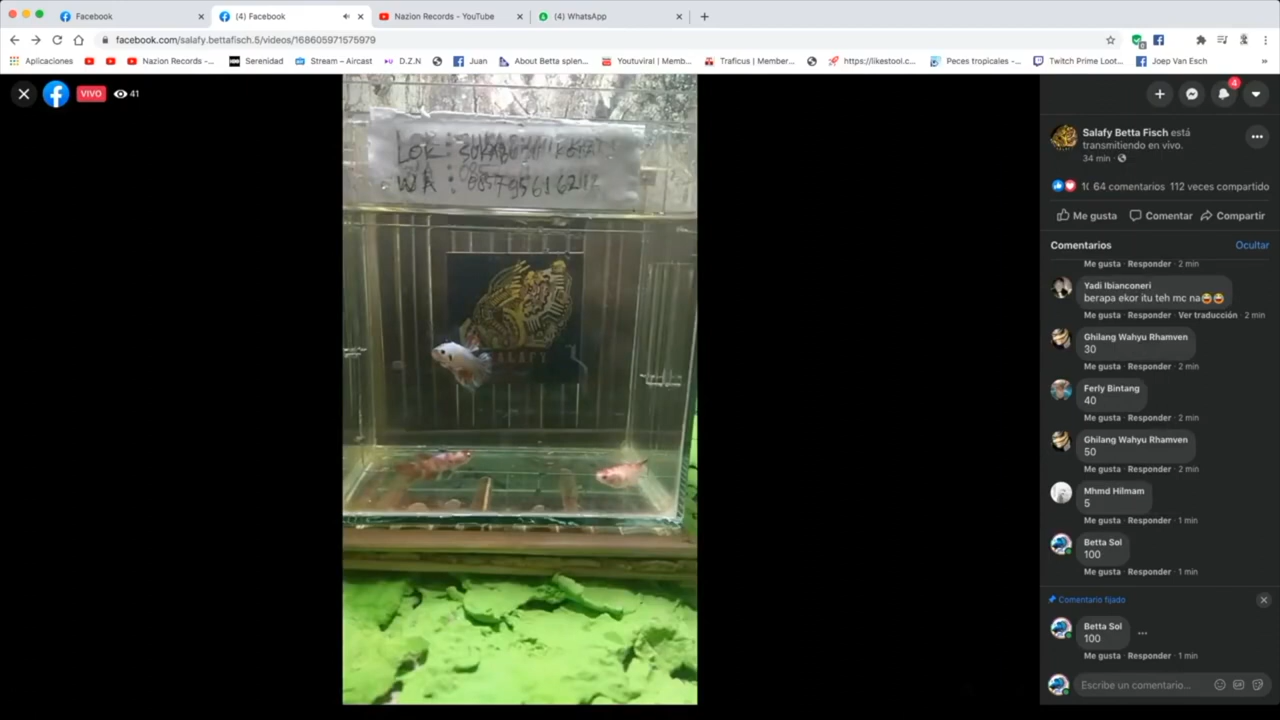 Facebook
(4) Facebook
Nazion Records - YouTube
(4) WhatsApp
facebook.com/salafy.bettafisch.5/videos/168605971575979
Aplicaciones
Nazion Records -...
Serenidad
Stream – Aircast
D.Z.N
Juan
About Betta splen...
Youtuviral | Memb...
Traficus | Member...
https://likestool.c...
Peces tropicales -...
Twitch Prime Loot...
Joep Van Esch
»
VIVO
41
LOK :
WA :
SALAFY
4
Salafy Betta Fisch está
transmitiendo en vivo.
34 min ·
64 comentarios 112 veces compartido
Me gusta Comentar Compartir
Comentarios Ocultar
Me gusta · Responder · 2 min
Yadi Ibianconeri
berapa ekor itu teh mc na😂😂
Me gusta · Responder · Ver traducción · 2 min
Ghilang Wahyu Rhamven
30
Me gusta · Responder · 2 min
Ferly Bintang
40
Me gusta · Responder · 2 min
Ghilang Wahyu Rhamven
50
Me gusta · Responder · 2 min
Mhmd Hilmam
5
Me gusta · Responder · 1 min
Betta Sol
100
Me gusta · Responder · 1 min
Comentario fijado
Betta Sol
100
Me gusta · Responder · 1 min
Escribe un comentario...